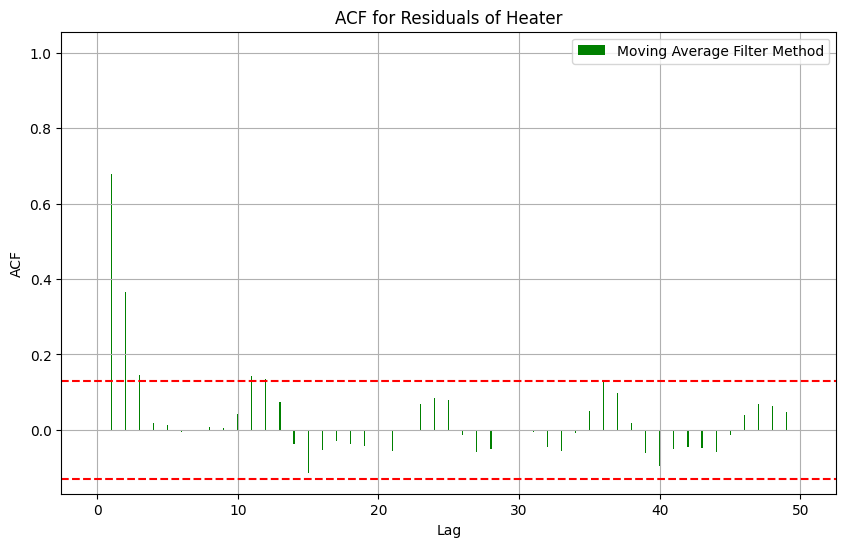 ACF for Residuals of Heater
Moving Average Filter Method
1.0
0.8
0.6
0.4
0.2
0.0
ACF
0 10 20 30 40 50
Lag